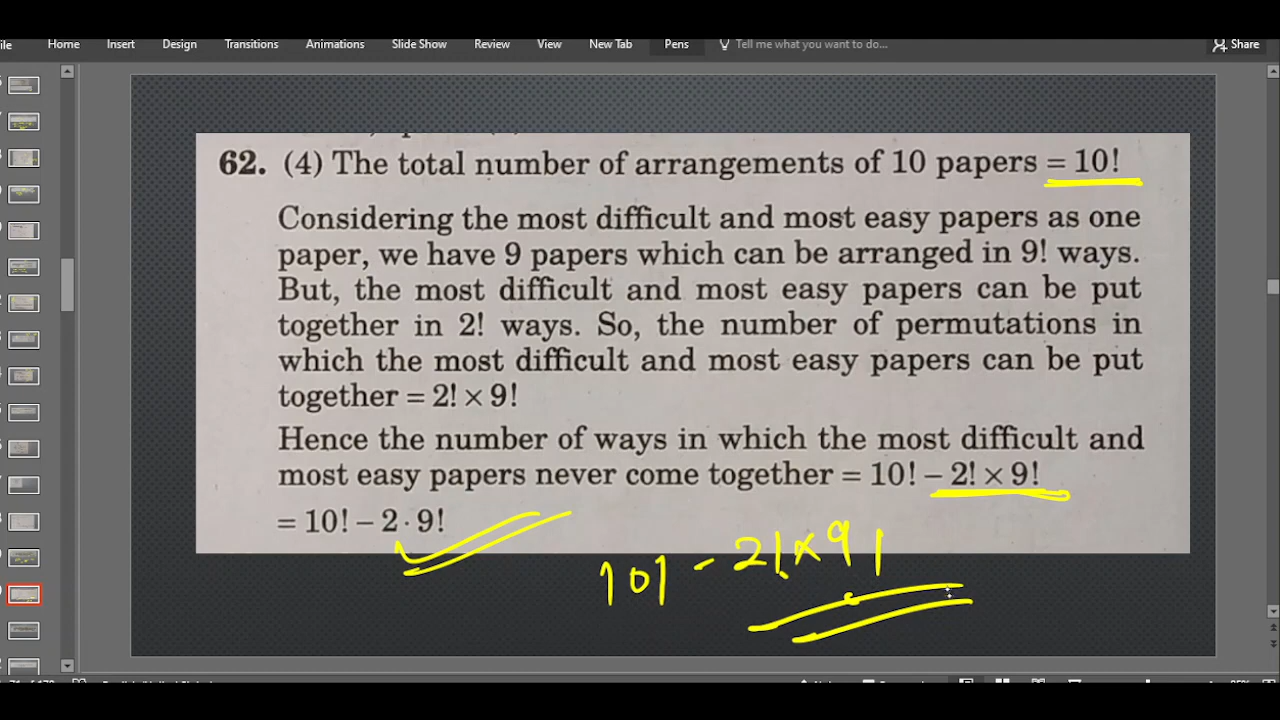 Home Insert Design Transitions Animations Slide Show Review View New Tab Pens Tell me what you want to do... Share
62. (4) The total number of arrangements of 10 papers = 10!
Considering the most difficult and most easy papers as one
paper, we have 9 papers which can be arranged in 9! ways.
But, the most difficult and most easy papers can be put
together in 2! ways. So, the number of permutations in
which the most difficult and most easy papers can be put
together = 2! × 9!
Hence the number of ways in which the most difficult and
most easy papers never come together = 10! – 2! × 9!
= 10! – 2 · 9!
10! - 2! × 9!